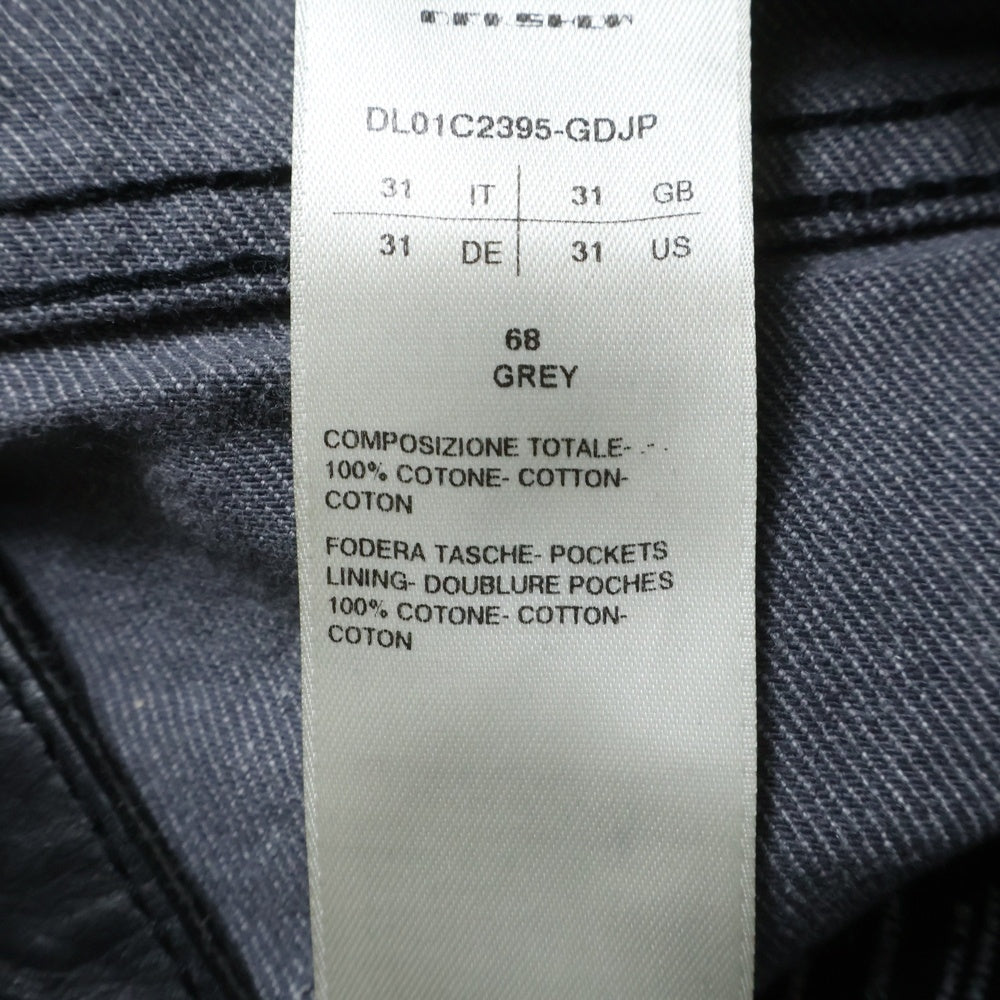 DL01C2395-GDJP
31 IT 31 GB
31 DE 31 US
68
GREY
COMPOSIZIONE TOTALE-
100% COTONE- COTTON-
COTON
FODERA TASCHE- POCKETS
LINING- DOUBLURE POCHES
100% COTONE- COTTON-
COTON